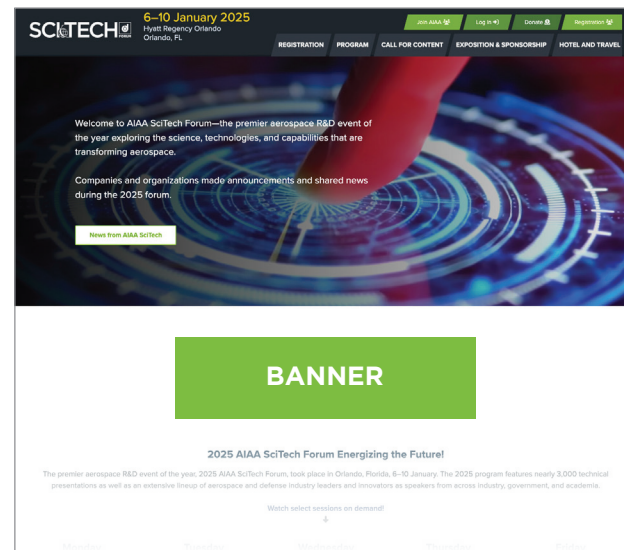 SCITECH FORUM
6–10 January 2025
Hyatt Regency Orlando
Orlando, FL
Join AIAA
Log in
Donate
Registration
REGISTRATION PROGRAM CALL FOR CONTENT EXPOSITION & SPONSORSHIP HOTEL AND TRAVEL
Welcome to AIAA SciTech Forum—the premier aerospace R&D event of
the year exploring the science, technologies, and capabilities that are
transforming aerospace.
Companies and organizations made announcements and shared news
during the 2025 forum.
News from AIAA SciTech
BANNER
2025 AIAA SciTech Forum Energizing the Future!
The premier aerospace R&D event of the year, 2025 AIAA SciTech Forum, took place in Orlando, Florida, 6–10 January. The 2025 program features nearly 3,000 technical
presentations as well as an extensive lineup of aerospace and defense industry leaders and innovators as speakers from across industry, government, and academia.
Watch select sessions on demand!
Monday Tuesday Wednesday Thursday Friday